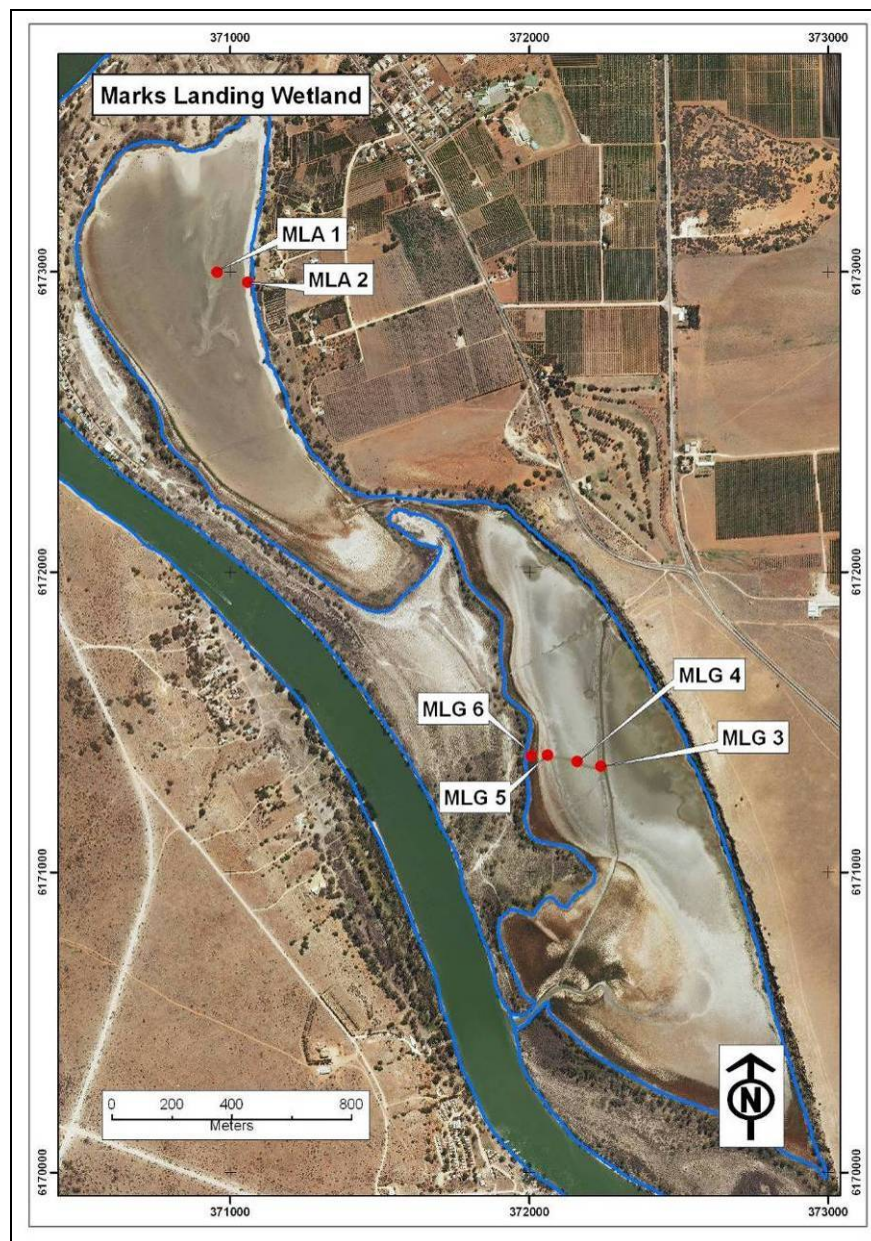 371000 372000 373000
Marks Landing Wetland
MLA 1
6173000 6173000
MLA 2
6172000 6172000
MLG 4
MLG 6
MLG 3
MLG 5
6171000 6171000
N
0 200 400 800
Meters
6170000 6170000
371000 372000 373000